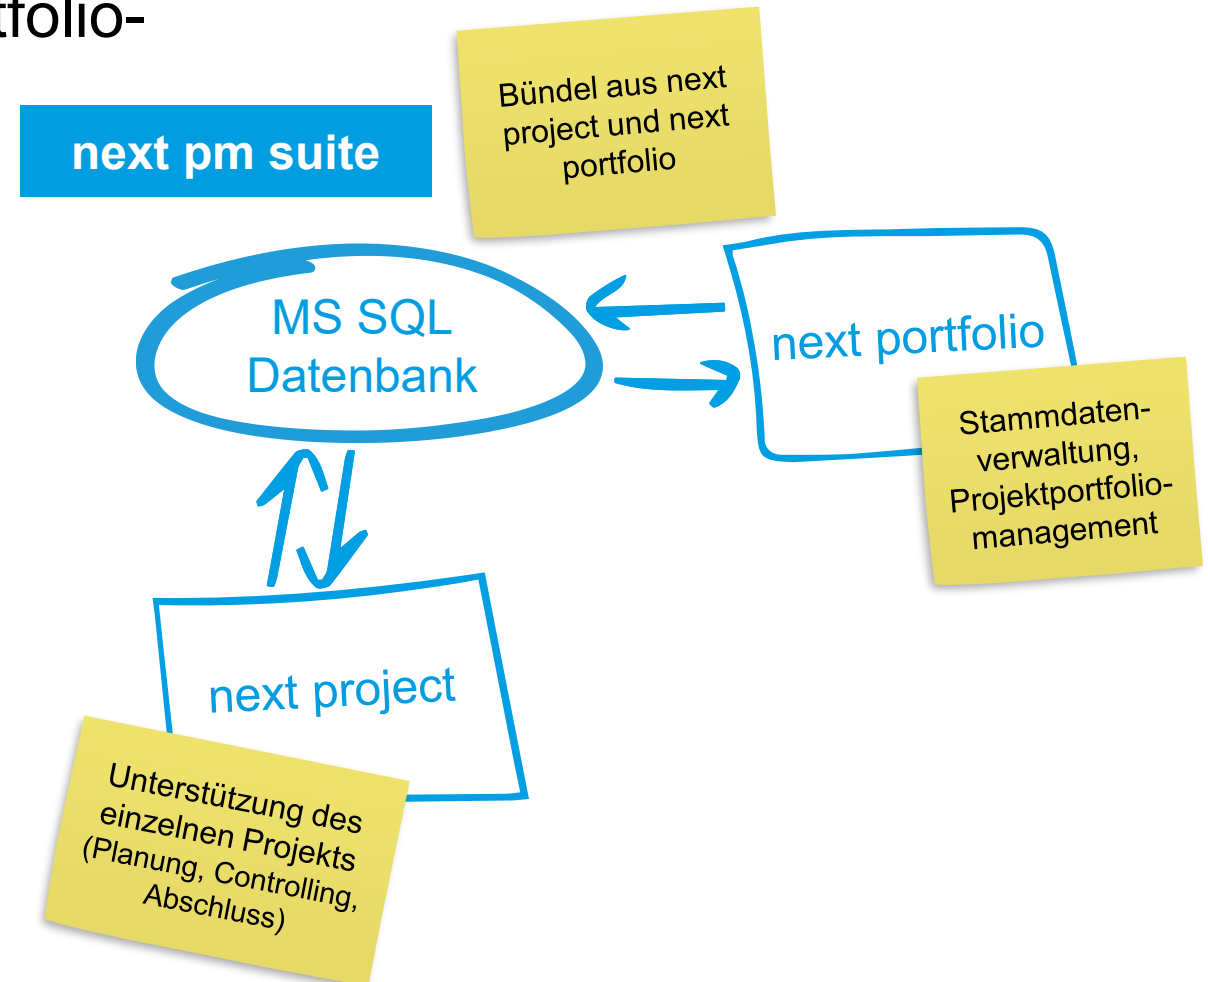 tfolio-
Bündel aus next
project und next
portfolio
next pm suite
MS SQL
Datenbank
next portfolio
Stammdaten-
verwaltung,
Projektportfolio-
management
next project
Unterstützung des
einzelnen Projekts
(Planung, Controlling,
Abschluss)